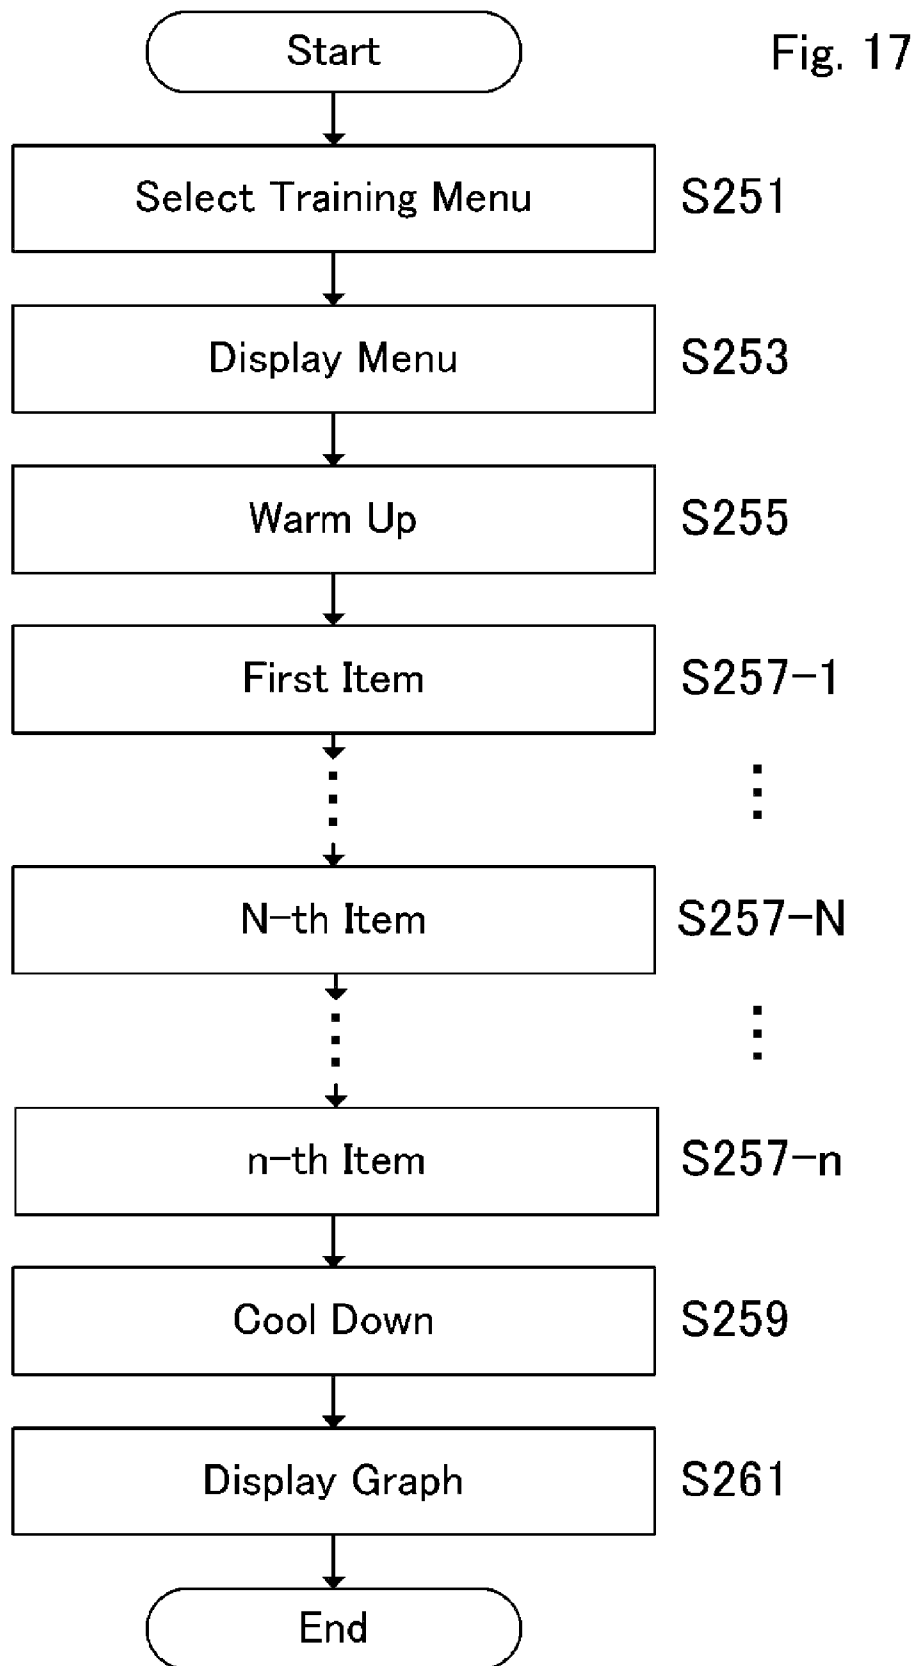 Start
Fig. 17
Select Training Menu
S251
Display Menu
S253
Warm Up
S255
First Item
S257-1
N-th Item
S257-N
n-th Item
S257-n
Cool Down
S259
Display Graph
S261
End